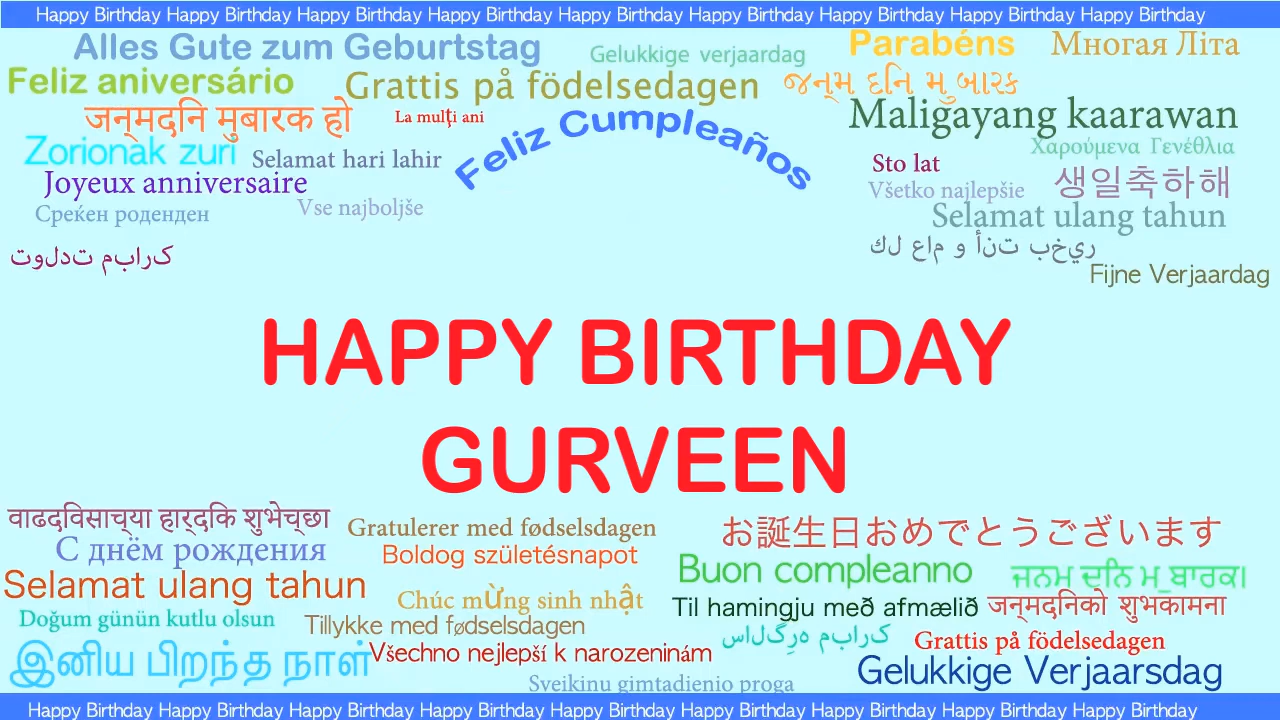 Happy Birthday Happy Birthday Happy Birthday Happy Birthday Happy Birthday Happy Birthday Happy Birthday Happy Birthday Happy Birthday
Alles Gute zum Geburtstag
Gelukkige verjaardag
Parabéns
Многая Літа
Feliz aniversário
Grattis på födelsedagen
જન્મ દિન મુબારક
जन्मदिन मुबारक हो
La mulţi ani
Feliz Cumpleaños
Maligayang kaarawan
Χαρούμενα Γενέθλια
Zorionak zuri
Selamat hari lahir
Sto lat
생일축하해
Joyeux anniversaire
Všetko najlepšie
Среќен роденден
Vse najboljše
Selamat ulang tahun
تولدت مبارک
كل عام و أنت بخير
Fijne Verjaardag
HAPPY BIRTHDAY
GURVEEN
वाढदिवसाच्या हार्दिक शुभेच्छा
Gratulerer med fødselsdagen
お誕生日おめでとうございます
С днём рождения
Boldog születésnapot
Buon compleanno
ਜਨਮ ਦਿਨ ਮੁਬਾਰਕ।
Selamat ulang tahun
Chúc mừng sinh nhật
Til hamingju með afmælið
जन्मदिनको शुभकामना
Doğum günün kutlu olsun
Tillykke med fødselsdagen
سالگرِہ مبارک
Grattis på födelsedagen
இனிய பிறந்த நாள்
Všechno nejlepší k narozeninám
Gelukkige Verjaarsdag
Sveikinu gimtadienio proga
Happy Birthday Happy Birthday Happy Birthday Happy Birthday Happy Birthday Happy Birthday Happy Birthday Happy Birthday Happy Birthday